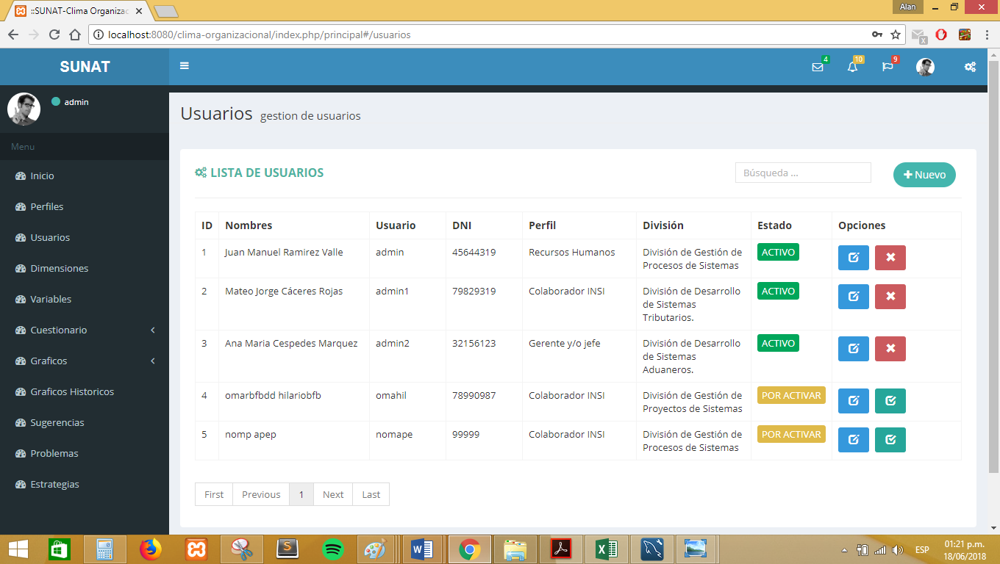 ::SUNAT-Clima Organizac
Alan
localhost:8080/clima-organizacional/index.php/principal#/usuarios
SUNAT
4
10
9
admin
Menu
Inicio
Perfiles
Usuarios
Dimensiones
Variables
Cuestionario
Graficos
Graficos Historicos
Sugerencias
Problemas
Estrategias
Usuarios gestion de usuarios
LISTA DE USUARIOS
Búsqueda ...
Nuevo
ID Nombres Usuario DNI Perfil División Estado Opciones
1 Juan Manuel Ramirez Valle admin 45644319 Recursos Humanos División de Gestión de ACTIVO
Procesos de Sistemas
2 Mateo Jorge Cáceres Rojas admin1 79829319 Colaborador INSI División de Desarrollo ACTIVO
de Sistemas
Tributarios.
3 Ana Maria Cespedes Marquez admin2 32156123 Gerente y/o jefe División de Desarrollo ACTIVO
de Sistemas
Aduaneros.
4 omarbfbdd hilariobfb omahil 78990987 Colaborador INSI División de Gestión de POR ACTIVAR
Proyectos de Sistemas
5 nomp apep nomape 99999 Colaborador INSI División de Gestión de POR ACTIVAR
Procesos de Sistemas
First Previous 1 Next Last
ESP
01:21 p.m.
18/06/2018